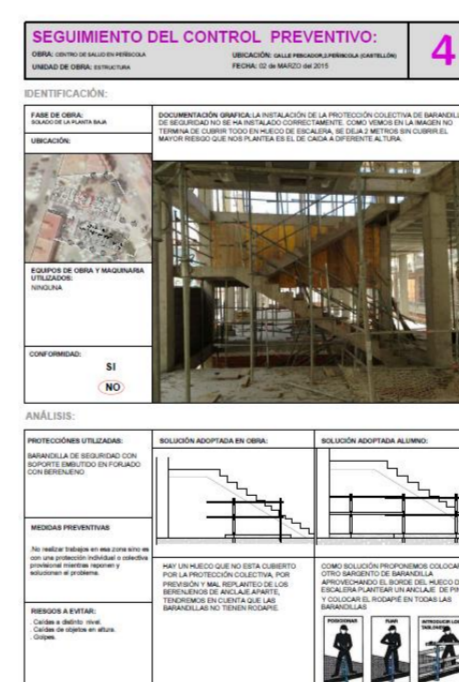 SEGUIMIENTO DEL CONTROL PREVENTIVO:
4
OBRA: CENTRO DE SALUD EN PEÑÍSCOLA
UBICACIÓN: CALLE PESCADOR,2.PEÑÍSCOLA (CASTELLÓN)
UNIDAD DE OBRA: ESTRUCTURA
FECHA: 02 de MARZO del 2015
IDENTIFICACIÓN:
FASE DE OBRA:
SOLADO DE LA PLANTA BAJA
DOCUMENTACIÓN GRAFICA:LA INSTALACIÓN DE LA PROTECCIÓN COLECTIVA DE BARANDILL
DE SEGURIDAD NO SE HA INSTALADO CORRECTAMENTE. COMO VEMOS EN LA IMAGEN NO
TERMINA DE CUBRIR TODO EN HUECO DE ESCALERA, SE DEJA 2 METROS SIN CUBRIR.EL
MAYOR RIESGO QUE NOS PLANTEA ES EL DE CAIDA A DIFERENTE ALTURA.
UBICACIÓN:
EQUIPOS DE OBRA Y MAQUINARIA
UTILIZADOS:
NINGUNA
CONFORMIDAD:
SI
NO
ANÁLISIS:
PROTECCIÓNES UTILIZADAS:
BARANDILLA DE SEGURIDAD CON
SOPORTE EMBUTIDO EN FORJADO
CON BERENJENO
MEDIDAS PREVENTIVAS
.No realizar trabajos en esa zona sino es
con una protección individual o colectiva
provisional mientras reponen y
solucionen el problema.
RIESGOS A EVITAR:
. Caídas a distinto nivel.
. Caídas de objetos en altura.
. Golpes.
SOLUCIÓN ADOPTADA EN OBRA:
HAY UN HUECO QUE NO ESTA CUBIERTO
POR LA PROTECCIÓN COLECTIVA, POR
PREVISIÓN Y MAL REPLANTEO DE LOS
BERENJENOS DE ANCLAJE.APARTE,
TENDREMOS EN CUENTA QUE LAS
BARANDILLAS NO TIENEN RODAPIE.
SOLUCIÓN ADOPTADA ALUMNO:
COMO SOLUCIÓN PROPONEMOS COLOCAR
OTRO SARGENTO DE BARANDILLA
APROVECHANDO EL BORDE DEL HUECO D
ESCALERA PLANTEAR UN ANCLAJE DE PIN
Y COLOCAR EL RODAPIÉ EN TODAS LAS
BARANDILLAS
POSICIONAR
FIJAR
INTRODUCIR LOS